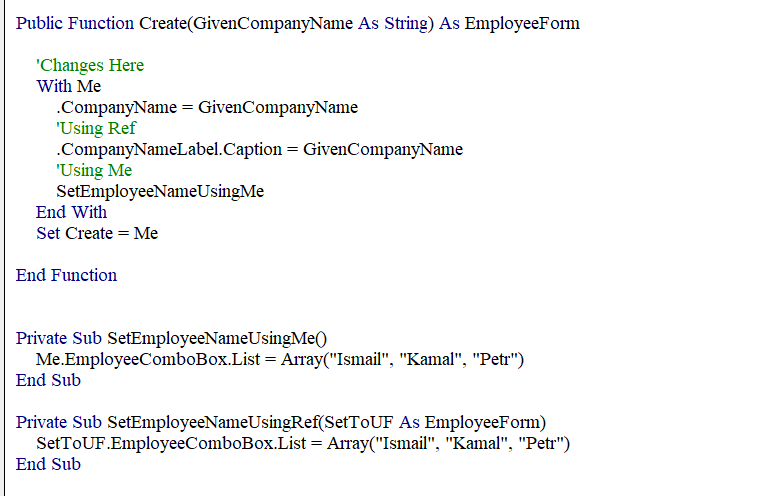 Public Function Create(GivenCompanyName As String) As EmployeeForm
'Changes Here
With Me
.CompanyName = GivenCompanyName
'Using Ref
.CompanyNameLabel.Caption = GivenCompanyName
'Using Me
SetEmployeeNameUsingMe
End With
Set Create = Me
End Function
Private Sub SetEmployeeNameUsingMe()
Me.EmployeeComboBox.List = Array("Ismail", "Kamal", "Petr")
End Sub
Private Sub SetEmployeeNameUsingRef(SetToUF As EmployeeForm)
SetToUF.EmployeeComboBox.List = Array("Ismail", "Kamal", "Petr")
End Sub